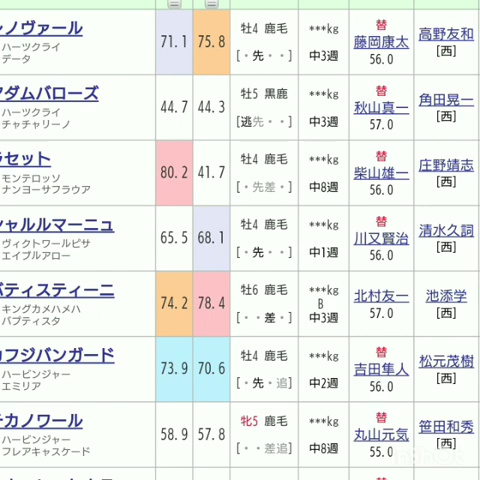 ノヴァール
ハーツクライ
データ
71.1
75.8
牡4 鹿毛
[・先・・]
***kg
中3週
替
藤岡康太
56.0
高野友和
[西]
ダムバローズ
ハーツクライ
チャチャリーノ
44.7
44.3
牡5 黒鹿
[逃先・・]
***kg
中3週
替
秋山真一
57.0
角田晃一
[西]
セット
モンテロッソ
ナンヨーサフラウア
80.2
41.7
牡4 鹿毛
[・先差・]
***kg
中8週
替
柴山雄一
56.0
庄野靖志
[西]
ャルルマーニュ
ヴィクトワールピサ
エイブルアロー
65.5
68.1
牡4 鹿毛
[・先・・]
***kg
中1週
替
川又賢治
56.0
清水久詞
[西]
ティスティーニ
キングカメハメハ
バプティスタ
74.2
78.4
牡6 鹿毛
[・・差・]
***kg
B
中3週
北村友一
57.0
池添学
[西]
フジバンガード
ハービンジャー
エミリア
73.9
70.6
牡4 鹿毛
[・先・追]
***kg
中2週
替
吉田隼人
56.0
松元茂樹
[西]
カノワール
ハービンジャー
フレアキャスケード
58.9
57.8
牝5 鹿毛
[・・差追]
***kg
中8週
替
丸山元気
55.0
笹田和秀
[西]